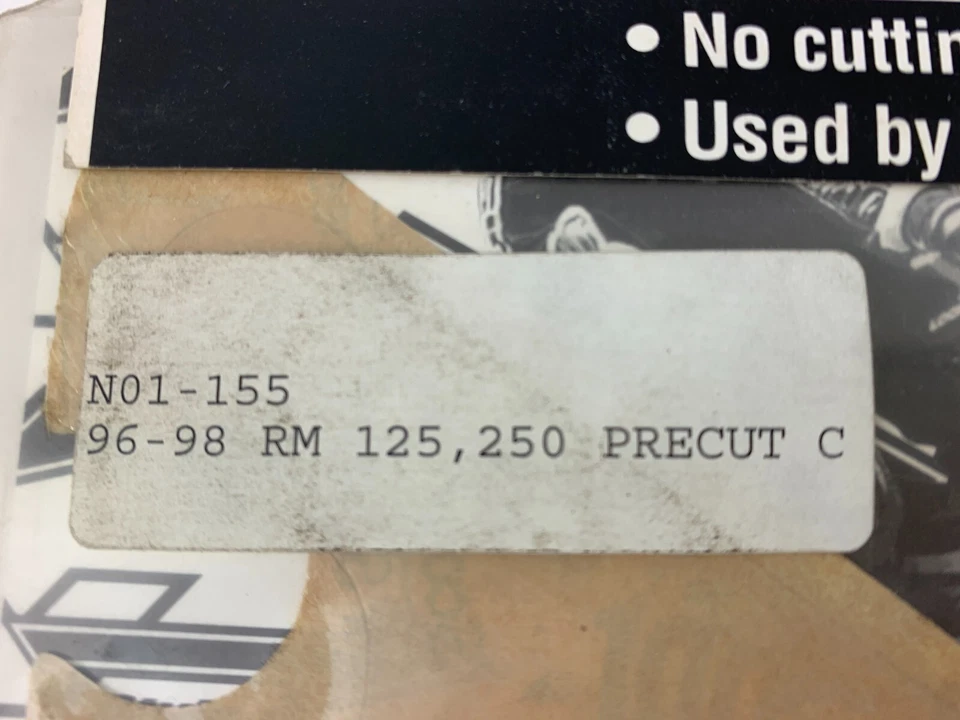 • No cuttin
• Used by
N01-155
96-98 RM 125,250 PRECUT C